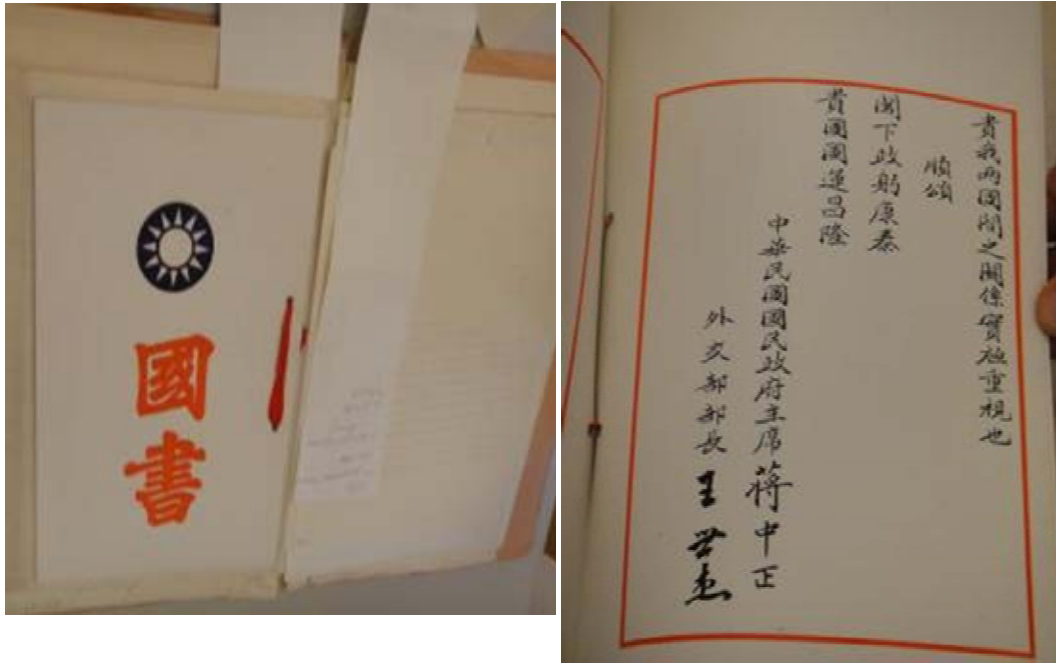 國書
貴我兩國間之關係實極重視也
順頌
閣下政躬康泰
貴國國運昌隆
中華民國國民政府主席蔣中正
外交部部長王世杰